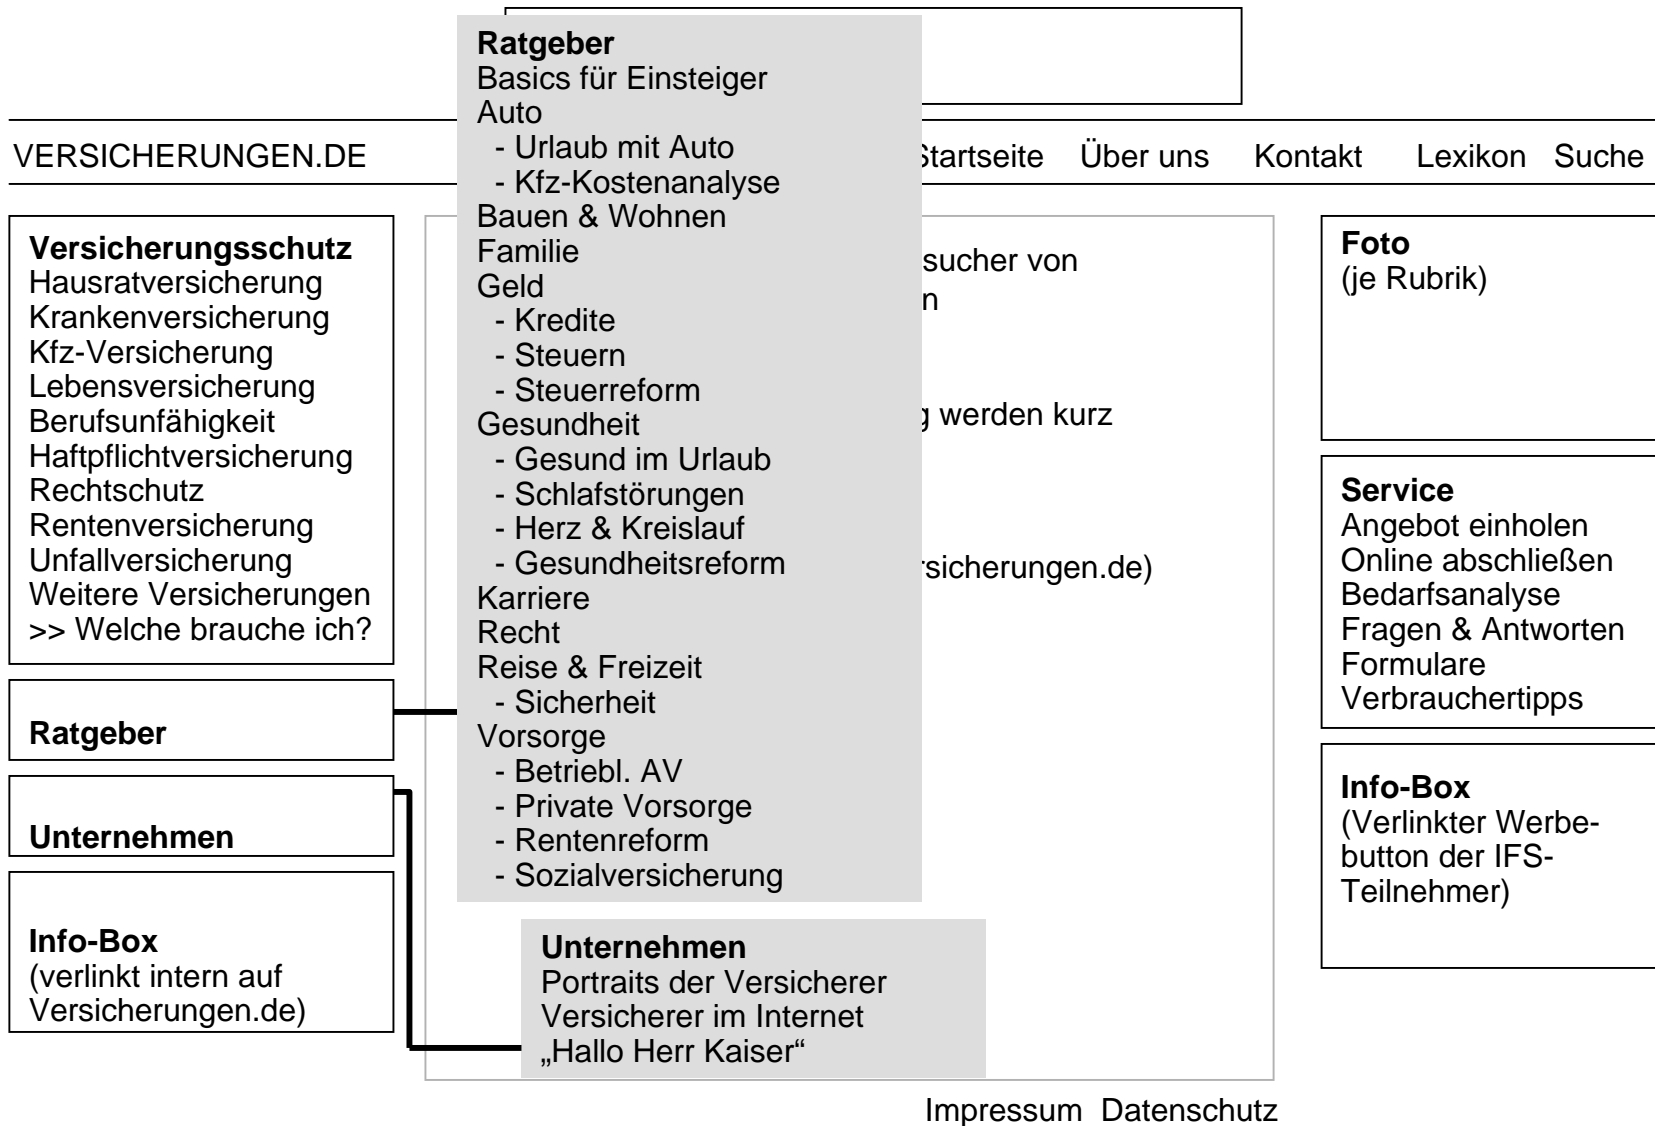 VERSICHERUNGEN.DE
Startseite Über uns Kontakt Lexikon Suche
Versicherungsschutz
Hausratversicherung
Krankenversicherung
Kfz-Versicherung
Lebensversicherung
Berufsunfähigkeit
Haftpflichtversicherung
Rechtschutz
Rentenversicherung
Unfallversicherung
Weitere Versicherungen
>> Welche brauche ich?
Ratgeber
Unternehmen
Info-Box
(verlinkt intern auf
Versicherungen.de)
Ratgeber
Basics für Einsteiger
Auto
- Urlaub mit Auto
- Kfz-Kostenanalyse
Bauen & Wohnen
Familie
Geld
- Kredite
- Steuern
- Steuerreform
Gesundheit
- Gesund im Urlaub
- Schlafstörungen
- Herz & Kreislauf
- Gesundheitsreform
Karriere
Recht
Reise & Freizeit
- Sicherheit
Vorsorge
- Betriebl. AV
- Private Vorsorge
- Rentenreform
- Sozialversicherung
sucher von
n
werden kurz
rsicherungen.de)
Unternehmen
Portraits der Versicherer
Versicherer im Internet
„Hallo Herr Kaiser“
Foto
(je Rubrik)
Service
Angebot einholen
Online abschließen
Bedarfsanalyse
Fragen & Antworten
Formulare
Verbrauchertipps
Info-Box
(Verlinkter Werbe-
button der IFS-
Teilnehmer)
Impressum Datenschutz